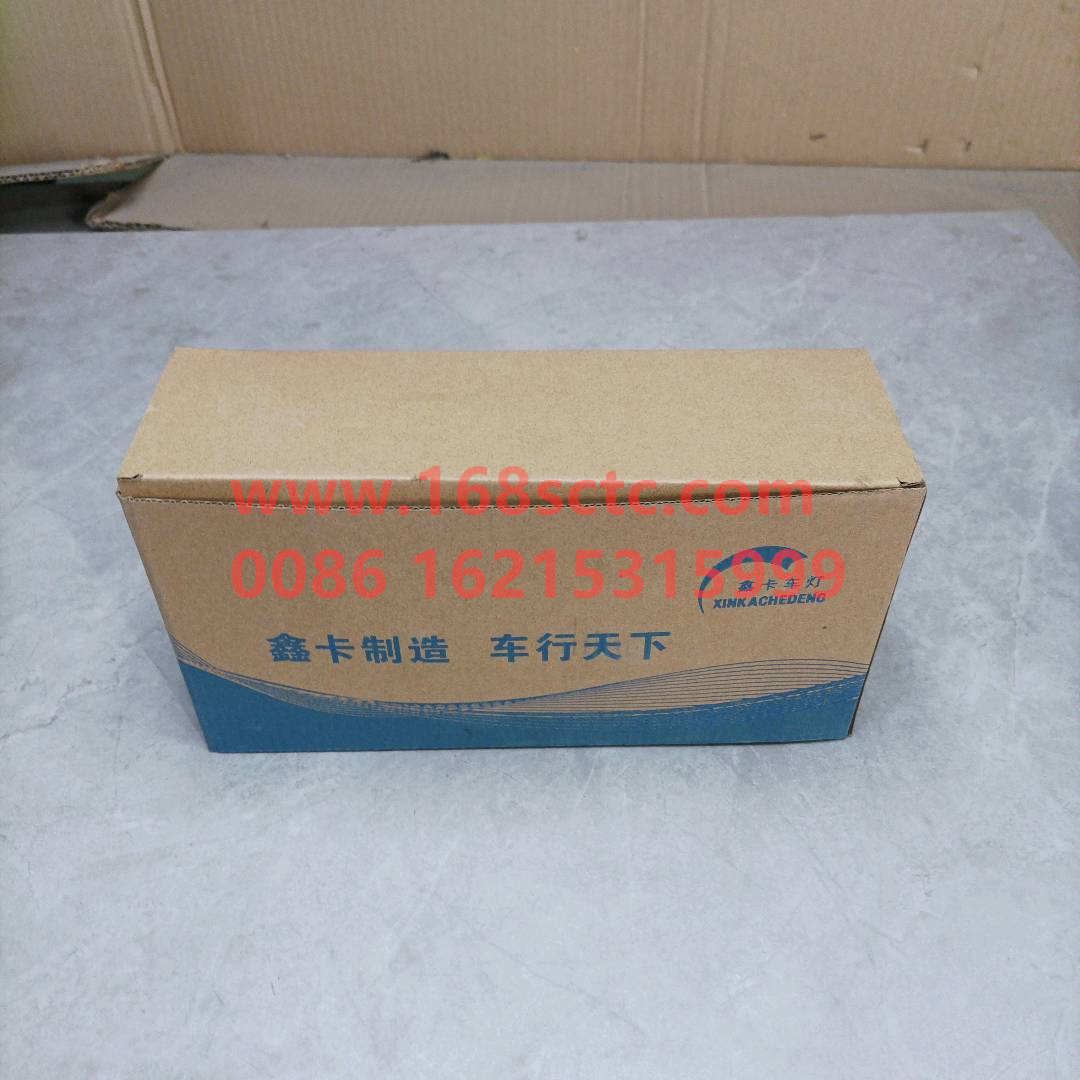 www.168sctc.com
0086 16215315999
鑫卡车灯
XINKACHEDENG
鑫卡制造 车行天下